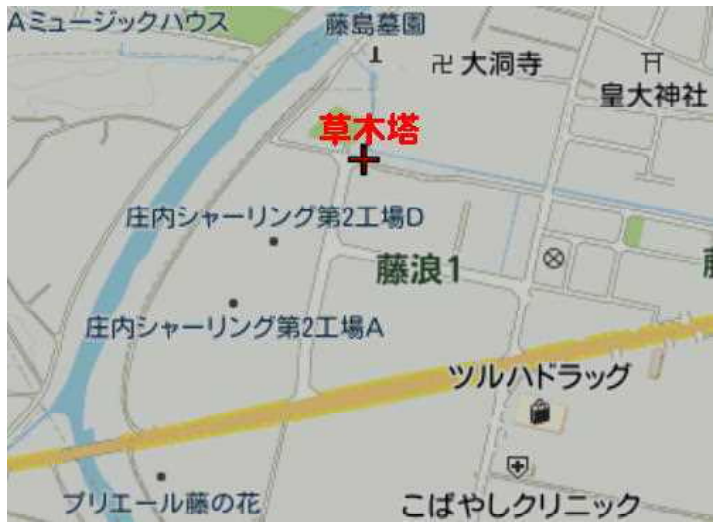 Aミュージックハウス
藤島墓園
卍 大洞寺
皇大神社
草木塔
庄内シャーリング第2工場D
藤浪1
庄内シャーリング第2工場A
ツルハドラッグ
プリエール藤の花
こばやしクリニック